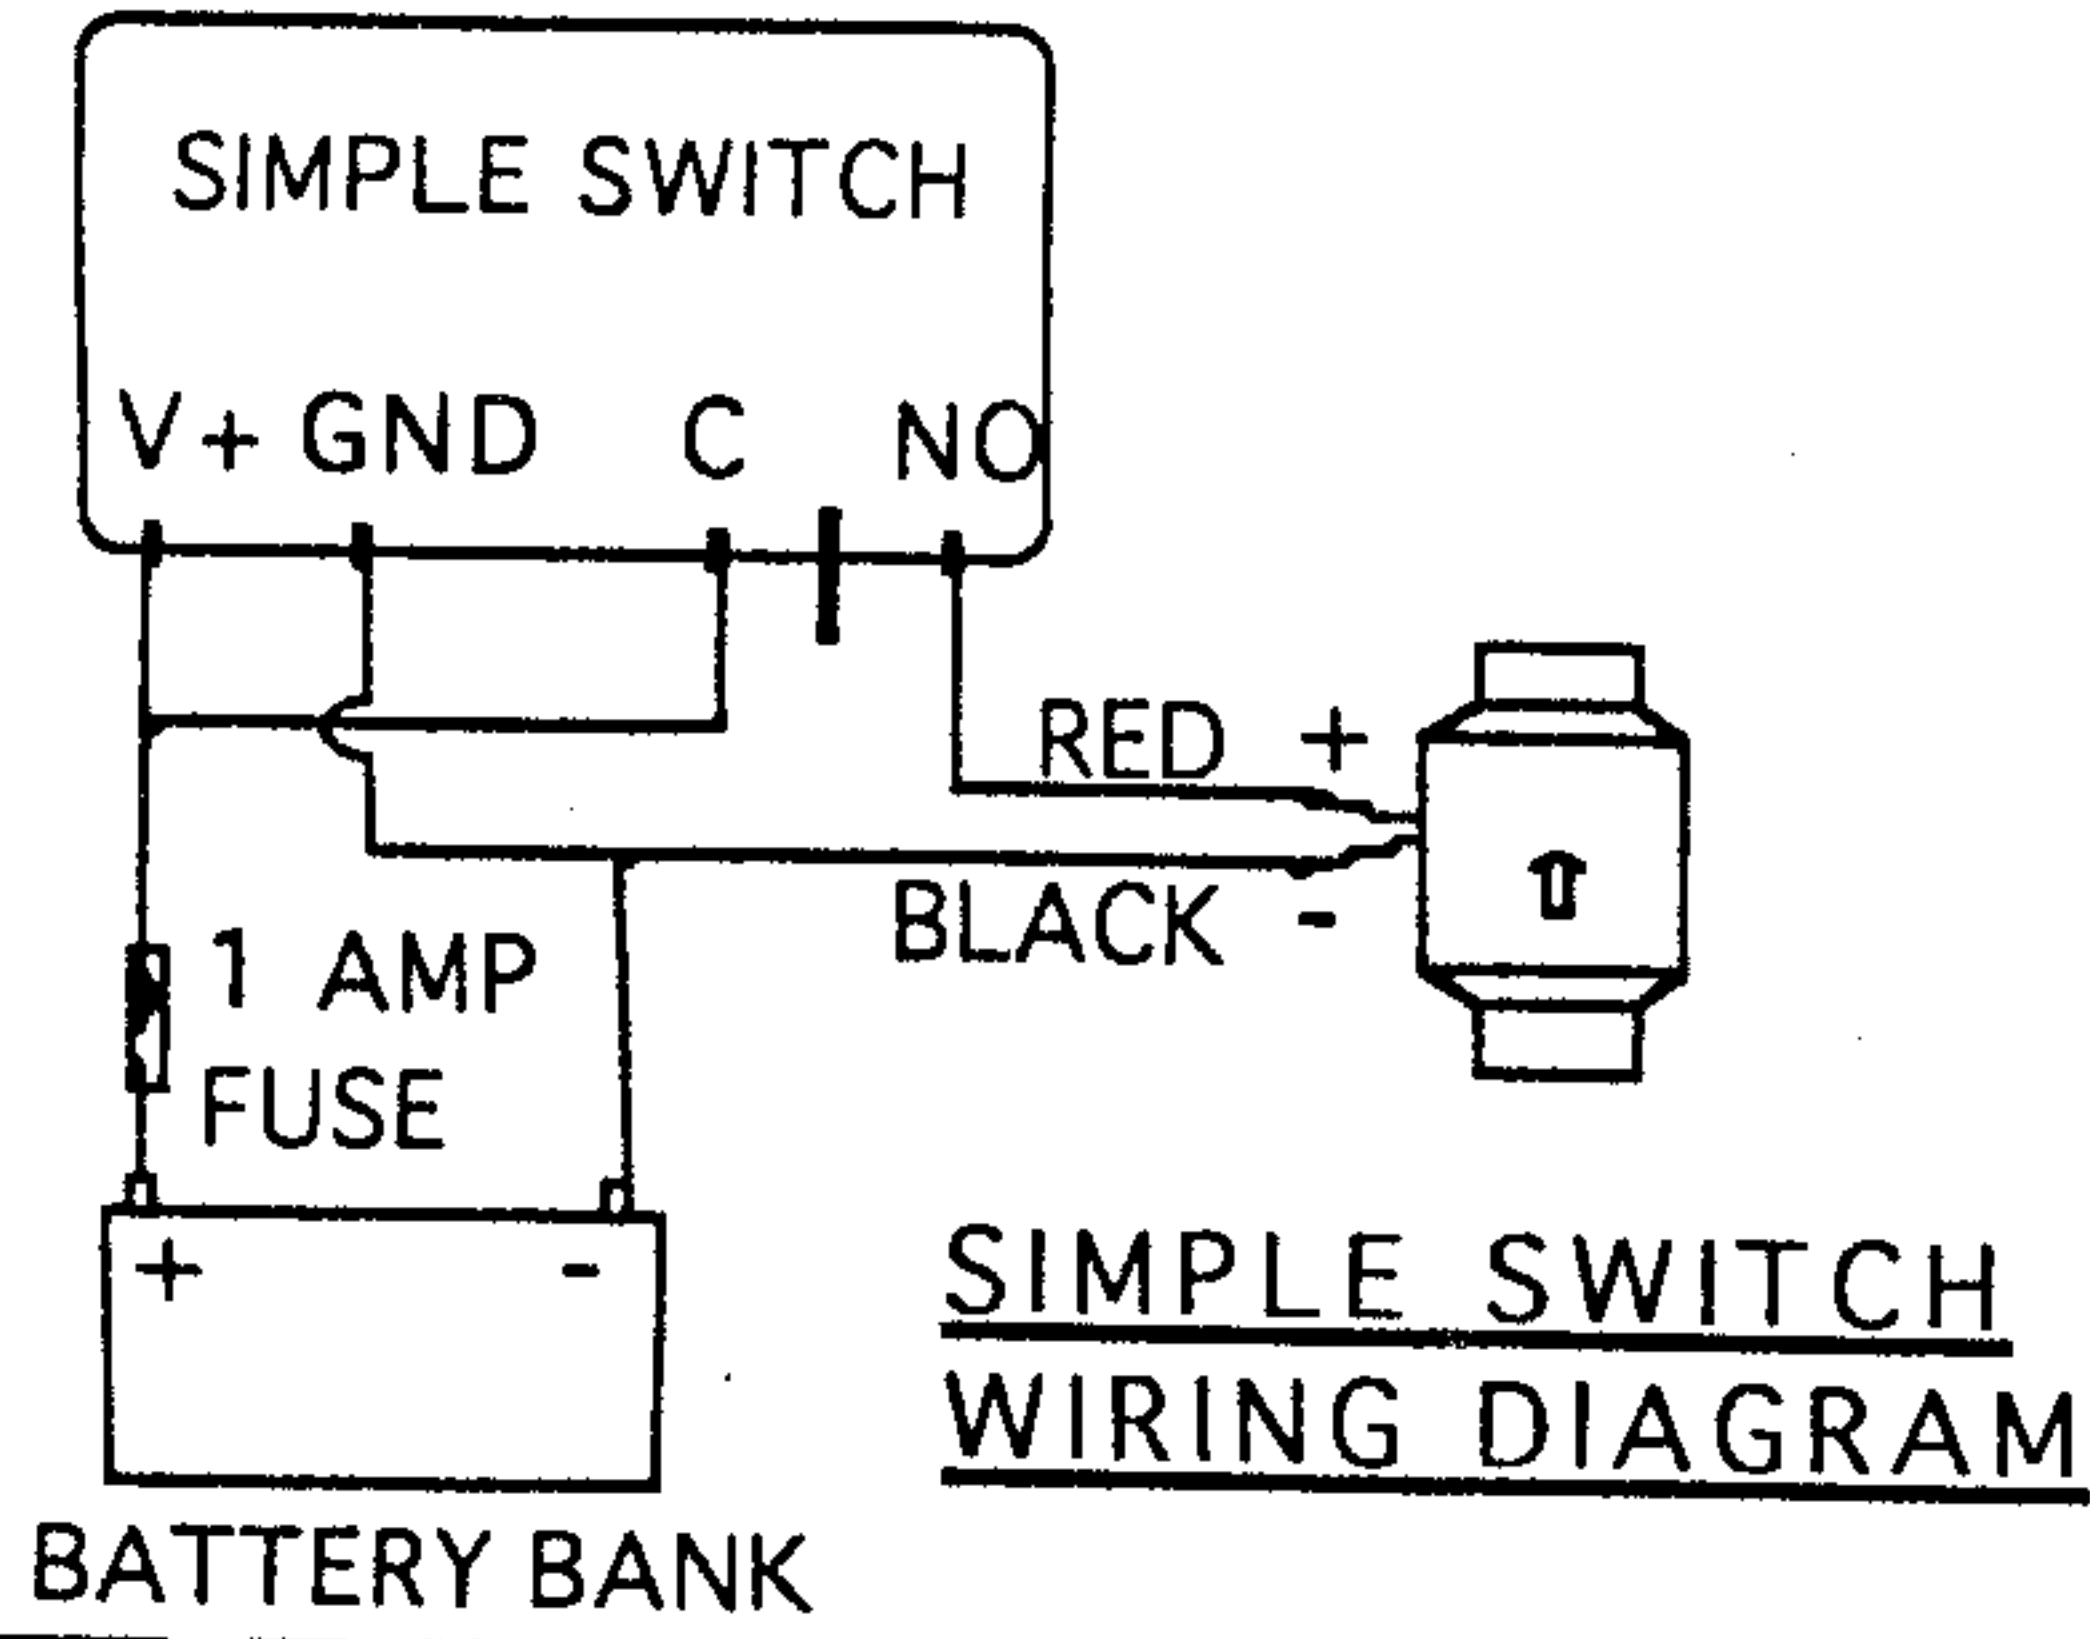 SIMPLE SWITCH
V+ GND C NO
RED +
BLACK -
1 AMP
FUSE
+ -
SIMPLE SWITCH
WIRING DIAGRAM
BATTERY BANK